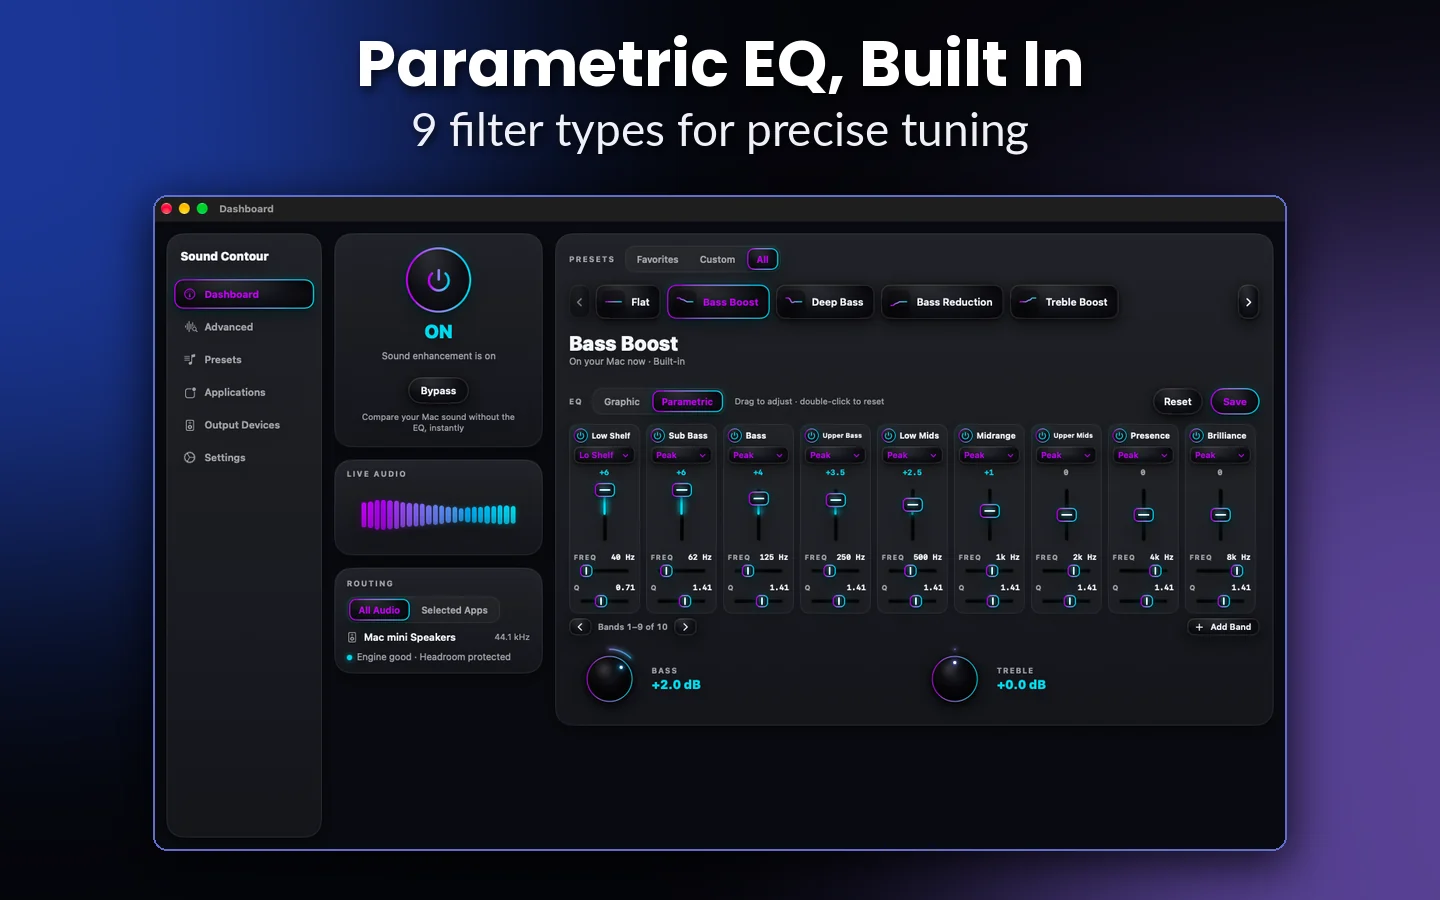 Parametric EQ, Built In
9 filter types for precise tuning
Dashboard
Sound Contour
Dashboard
Advanced
Presets
Applications
Output Devices
Settings
ON
Sound enhancement is on
Bypass
Compare your Mac sound without the
EQ, instantly
LIVE AUDIO
ROUTING
All Audio Selected Apps
Mac mini Speakers 44.1 kHz
Engine good · Headroom protected
PRESETS Favorites Custom All
Flat Bass Boost Deep Bass Bass Reduction Treble Boost
Bass Boost
On your Mac now · Built-in
EQ Graphic Parametric Drag to adjust · double-click to reset Reset Save
Low Shelf Sub Bass Bass Upper Bass Low Mids Midrange Upper Mids Presence Brilliance
Lo Shelf Peak Peak Peak Peak Peak Peak Peak Peak
+6 +6 +4 +3.5 +2.5 +1 0 0 0
FREQ 40 Hz FREQ 62 Hz FREQ 125 Hz FREQ 250 Hz FREQ 500 Hz FREQ 1k Hz FREQ 2k Hz FREQ 4k Hz FREQ 8k Hz
Q 0.71 Q 1.41 Q 1.41 Q 1.41 Q 1.41 Q 1.41 Q 1.41 Q 1.41 Q 1.41
Bands 1–9 of 10 + Add Band
BASS
+2.0 dB
TREBLE
+0.0 dB